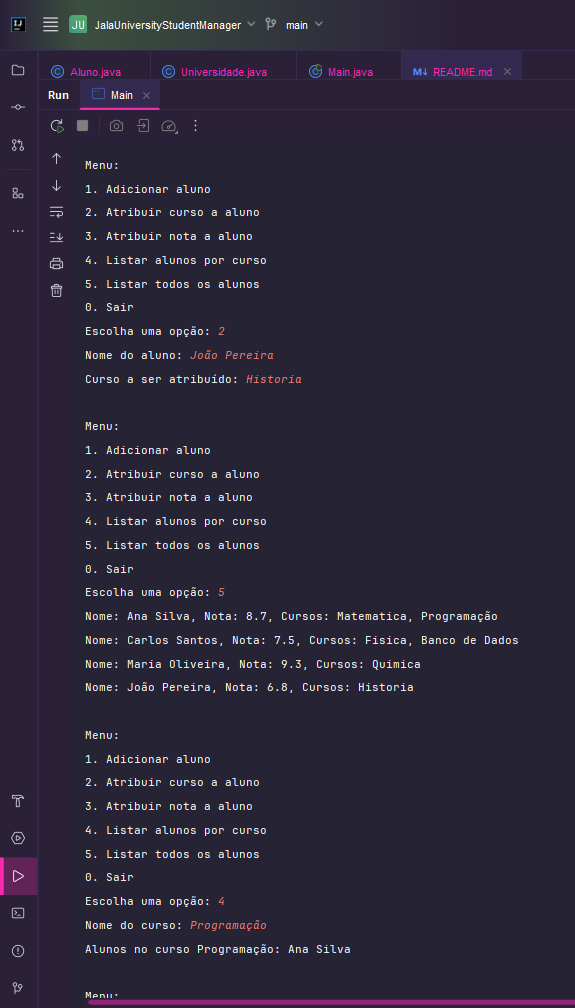 IJ
JU JalaUniversityStudentManager main
Aluno.java Universidade.java Main.java M↓ README.md
Run Main
Menu:
1. Adicionar aluno
2. Atribuir curso a aluno
3. Atribuir nota a aluno
4. Listar alunos por curso
5. Listar todos os alunos
0. Sair
Escolha uma opção: 2
Nome do aluno: João Pereira
Curso a ser atribuído: Historia
Menu:
1. Adicionar aluno
2. Atribuir curso a aluno
3. Atribuir nota a aluno
4. Listar alunos por curso
5. Listar todos os alunos
0. Sair
Escolha uma opção: 5
Nome: Ana Silva, Nota: 8.7, Cursos: Matematica, Programação
Nome: Carlos Santos, Nota: 7.5, Cursos: Fisica, Banco de Dados
Nome: Maria Oliveira, Nota: 9.3, Cursos: Quimica
Nome: João Pereira, Nota: 6.8, Cursos: Historia
Menu:
1. Adicionar aluno
2. Atribuir curso a aluno
3. Atribuir nota a aluno
4. Listar alunos por curso
5. Listar todos os alunos
0. Sair
Escolha uma opção: 4
Nome do curso: Programação
Alunos no curso Programação: Ana Silva
Menu: